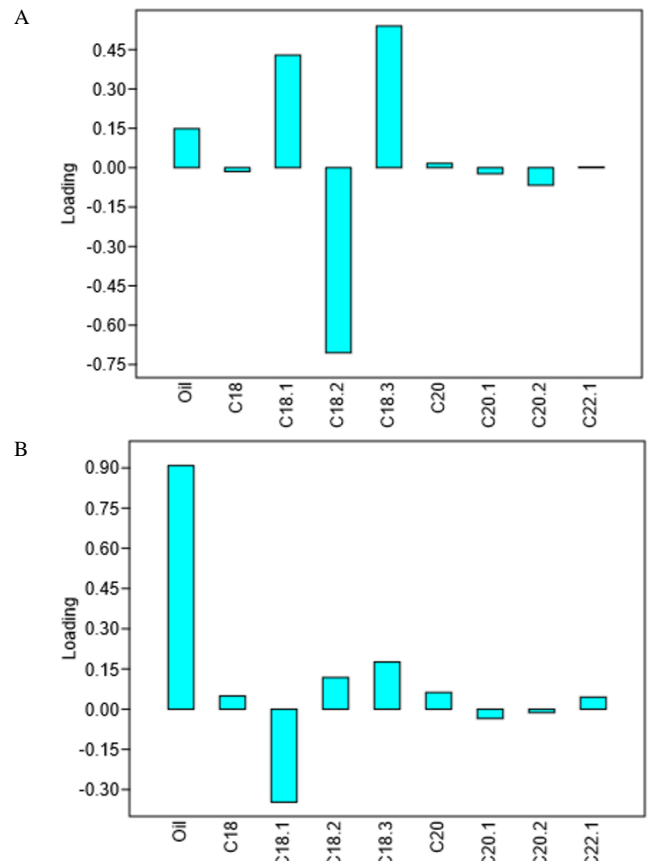 A
0.45
0.30
0.15
0.00
-0.15
-0.30
-0.45
-0.60
-0.75
Loading
Oil
C18
C18.1
C18.2
C18.3
C20
C20.1
C20.2
C22.1
B
0.90
0.75
0.60
0.45
0.30
0.15
0.00
-0.15
-0.30
Loading
Oil
C18
C18.1
C18.2
C18.3
C20
C20.1
C20.2
C22.1